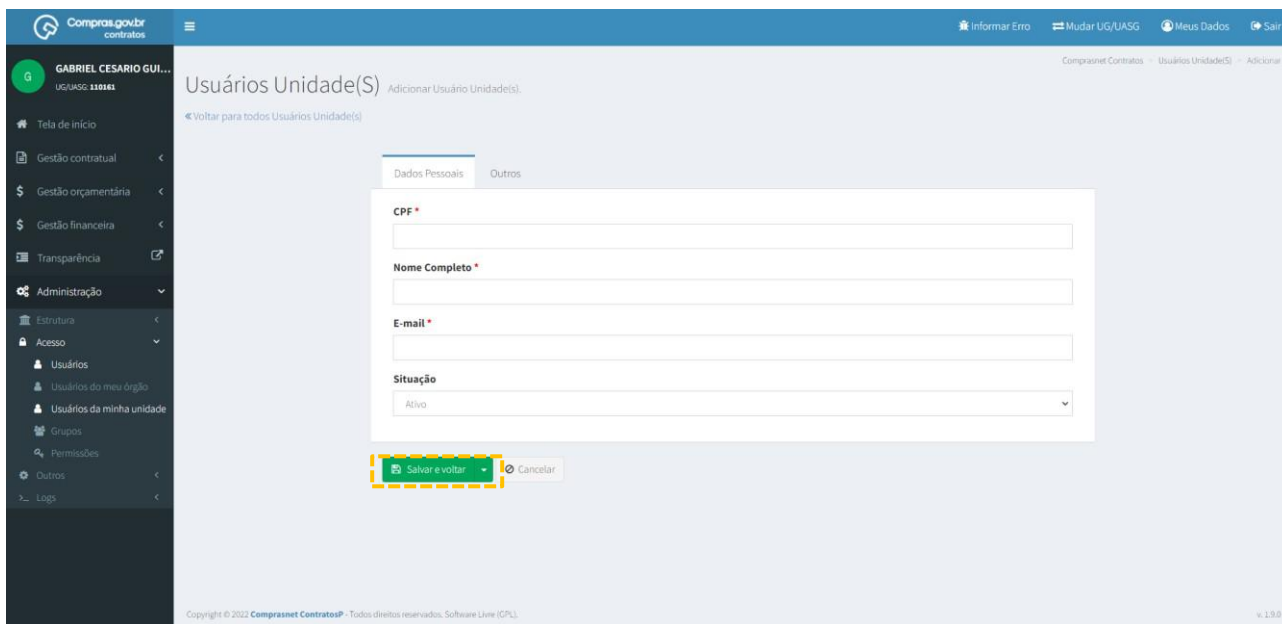 Compras.gov.br
contratos
Informar Erro
Mudar UG/UASG
Meus Dados
Sair
G
GABRIEL CESARIO GUI...
UG/UASG: 110161
Comprasnet Contratos > Usuários Unidade(S) > Adicionar
Usuários Unidade(S) Adicionar Usuário Unidade(s).
« Voltar para todos Usuários Unidade(s)
Tela de início
Gestão contratual
Gestão orçamentária
Gestão financeira
Transparência
Administração
Estrutura
Acesso
Usuários
Usuários do meu órgão
Usuários da minha unidade
Grupos
Permissões
Outros
Logs
Dados Pessoais
Outros
CPF *
Nome Completo *
E-mail *
Situação
Ativo
Salvar e voltar
Cancelar
Copyright © 2022 Comprasnet ContratosP - Todos direitos reservados. Software Livre (GPL).
v. 1.9.0